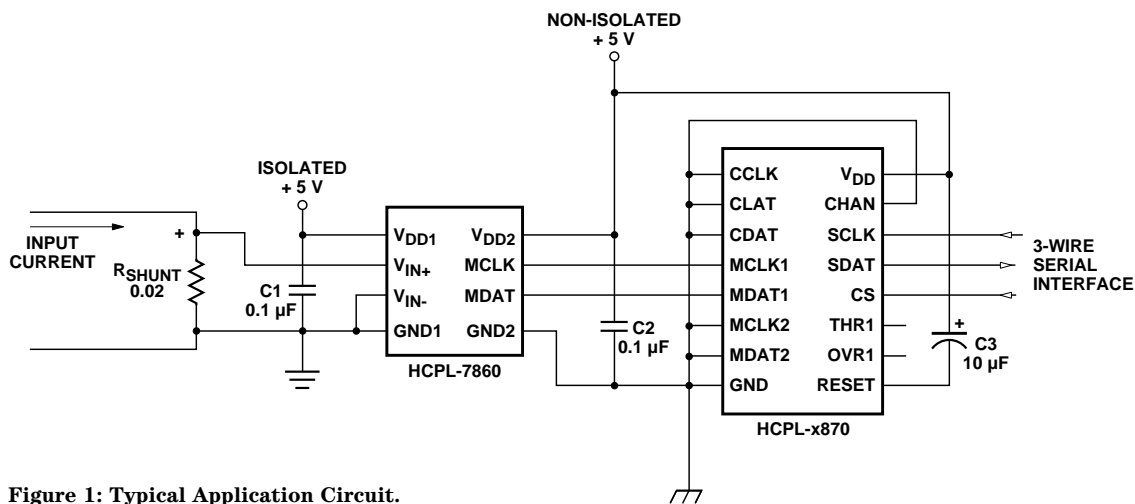 NON-ISOLATED
+ 5 V
ISOLATED
+ 5 V
INPUT
CURRENT
+
RSHUNT
0.02
C1
0.1 µF
VDD1
VIN+
VIN-
GND1
VDD2
MCLK
MDAT
GND2
HCPL-7860
C2
0.1 µF
CCLK
CLAT
CDAT
MCLK1
MDAT1
MCLK2
MDAT2
GND
VDD
CHAN
SCLK
SDAT
CS
THR1
OVR1
RESET
HCPL-x870
3-WIRE
SERIAL
INTERFACE
+
C3
10 µF
Figure 1: Typical Application Circuit.